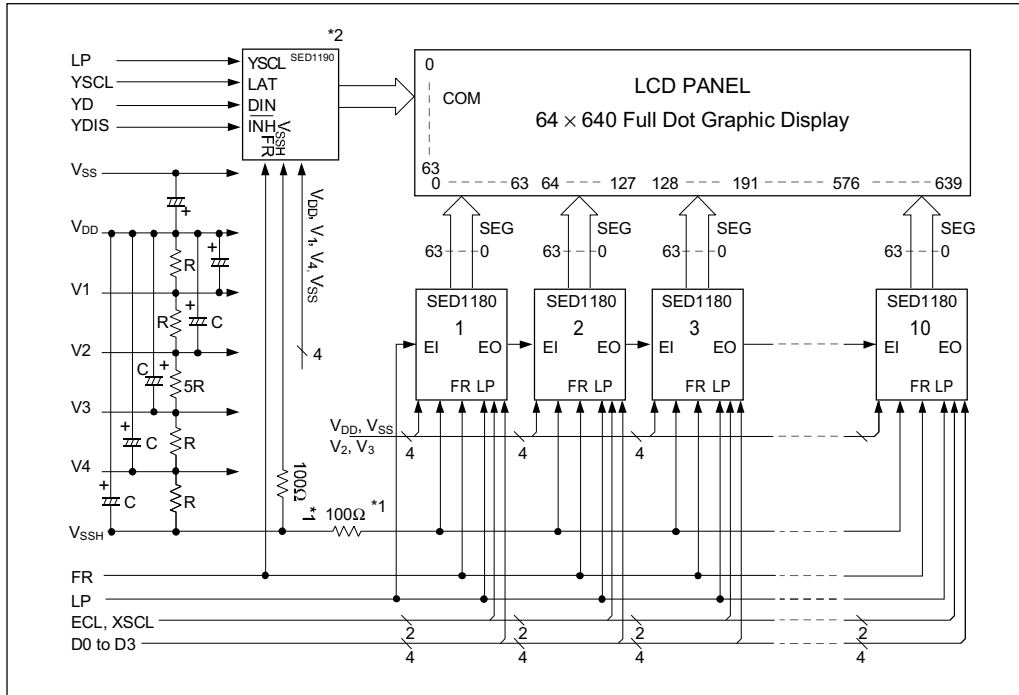 *2
LP
YSCL
YD
YDIS
YSCL SED1190
LAT
DIN
INH
FR
VSSH
LCD PANEL
64 × 640 Full Dot Graphic Display
0
COM
63
0 63 64 127 128 191 576 639
SEG SEG SEG SEG
63 0 63 0 63 0 63 0
VSS
+
VDD
+
R
V1
+
R C
V2
C
5R
V3
+
C R
V4
+
C R
VSSH
VDD, V1, V4, VSS
4
100Ω
*1
100Ω *1
SED1180 SED1180 SED1180 SED1180
1 2 3 10
EI EO EI EO EI EO EI
FR LP FR LP FR LP FR LP
VDD, VSS
V2, V3
4 4 4
FR
LP
ECL, XSCL
2 2 2 2
D0 to D3
4 4 4 4